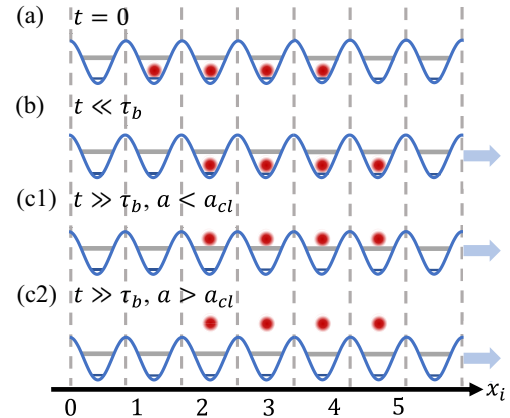 (a) t = 0
(b) t ≪ τ_b
(c1) t ≫ τ_b, a < a_cl
(c2) t ≫ τ_b, a > a_cl
0 1 2 3 4 5 x_i